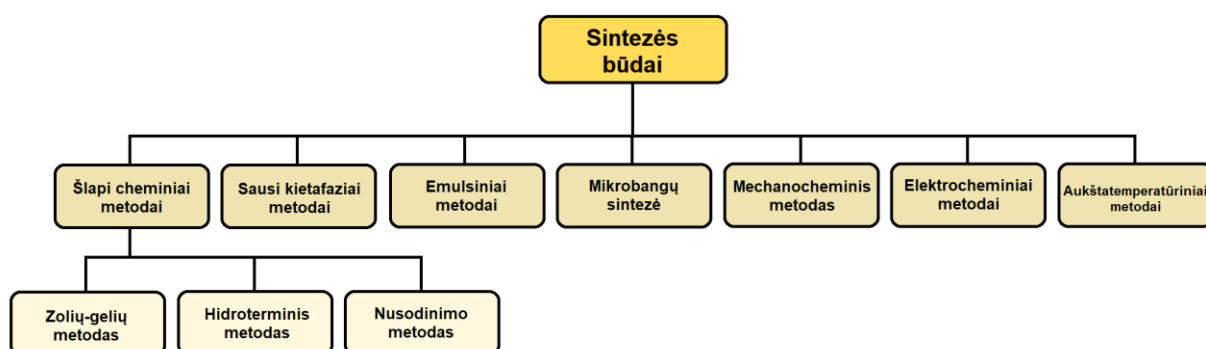 Sintezės
būdai
Šlapi cheminiai
metodai
Sausi kietafaziai
metodai
Emulsiniai
metodai
Mikrobangų
sintezė
Mechanocheminis
metodas
Elektrocheminiai
metodai
Aukštatemperatūriniai
metodai
Zolių-gelių
metodas
Hidroterminis
metodas
Nusodinimo
metodas